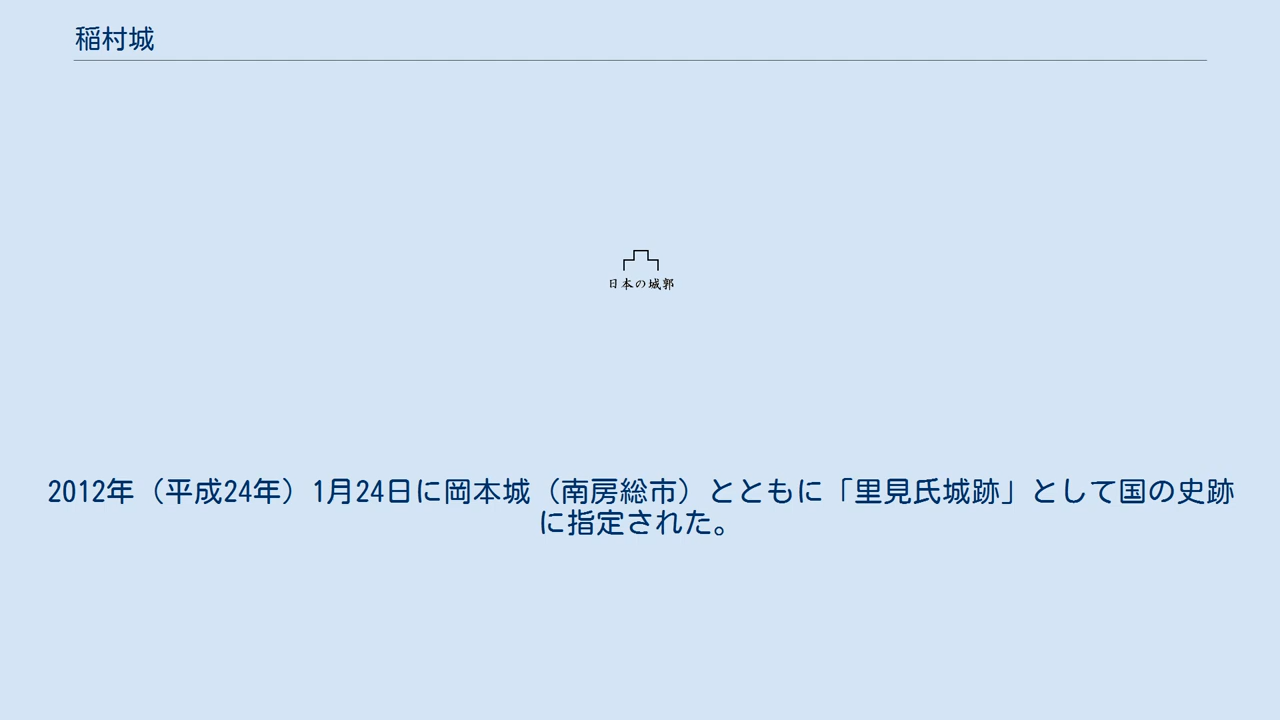 稲村城
日本の城郭
2012年（平成24年）1月24日に岡本城（南房総市）とともに「里見氏城跡」として国の史跡
に指定された。